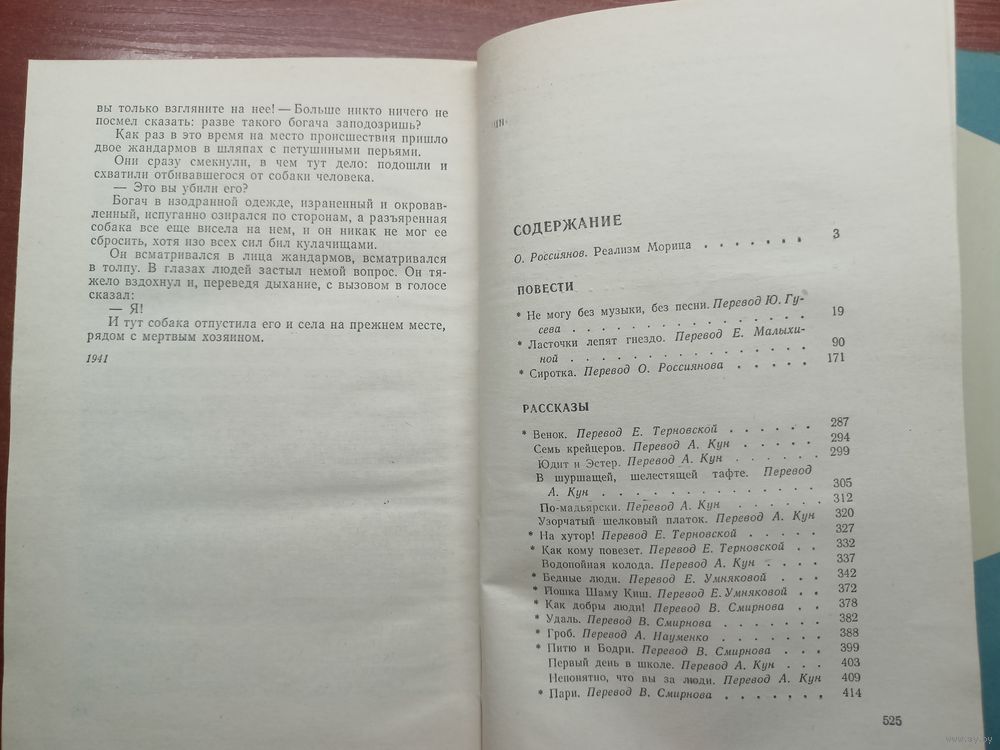 вы только взгляните на нее! — Больше никто ничего не
посмел сказать: разве такого богача заподозришь?
Как раз в это время на место происшествия пришло
двое жандармов в шляпах с петушиными перьями.
Они сразу смекнули, в чем тут дело: подошли и
схватили отбивавшегося от собаки человека.
— Это вы убили его?
Богач в изодранной одежде, израненный и окровав-
ленный, испуганно озирался по сторонам, а разъяренная
собака все еще висела на нем, и он никак не мог ее
сбросить, хотя изо всех сил бил кулачищами.
Он всматривался в лица жандармов, всматривался
в толпу. В глазах людей застыл немой вопрос. Он тя-
жело вздохнул и, переведя дыхание, с вызовом в голосе
сказал:
— Я!
И тут собака отпустила его и села на прежнем месте,
рядом с мертвым хозяином.
1941
СОДЕРЖАНИЕ
О. Россиянов. Реализм Морица . . . . . . . 3
ПОВЕСТИ
* Не могу без музыки, без песни. Перевод Ю. Гу-
сева . . . . . . . . . . . . . . 19
* Ласточки лепят гнездо. Перевод Е. Малыхи-
ной . . . . . . . . . . . . . . 90
* Сиротка. Перевод О. Россиянова . . . . . 171
РАССКАЗЫ
* Венок. Перевод Е. Терновской . . . . . . 287
Семь крейцеров. Перевод А. Кун . . . . . 294
Юдит и Эстер. Перевод А. Кун . . . . . . 299
В шуршащей, шелестящей тафте. Перевод
А. Кун . . . . . . . . . . . . . 305
По-мадьярски. Перевод А. Кун . . . . . . 312
Узорчатый шелковый платок. Перевод А. Кун 320
* На хутор! Перевод Е. Терновской . . . . . 327
* Как кому повезет. Перевод Е. Терновской . . 332
Водопойная колода. Перевод А. Кун . . . . 337
* Бедные люди. Перевод Е. Умняковой . . . 342
* Йошка Шаму Киш. Перевод Е. Умняковой . . 372
* Как добры люди! Перевод В. Смирнова . . 378
* Удаль. Перевод В. Смирнова . . . . . . . 382
* Гроб. Перевод А. Науменко . . . . . . . 388
* Питю и Бодри. Перевод В. Смирнова . . . 399
Первый день в школе. Перевод А. Кун . . . 403
Непонятно, что вы за люди. Перевод А. Кун 409
* Пари. Перевод В. Смирнова . . . . . . . 414
525
www.ay.by